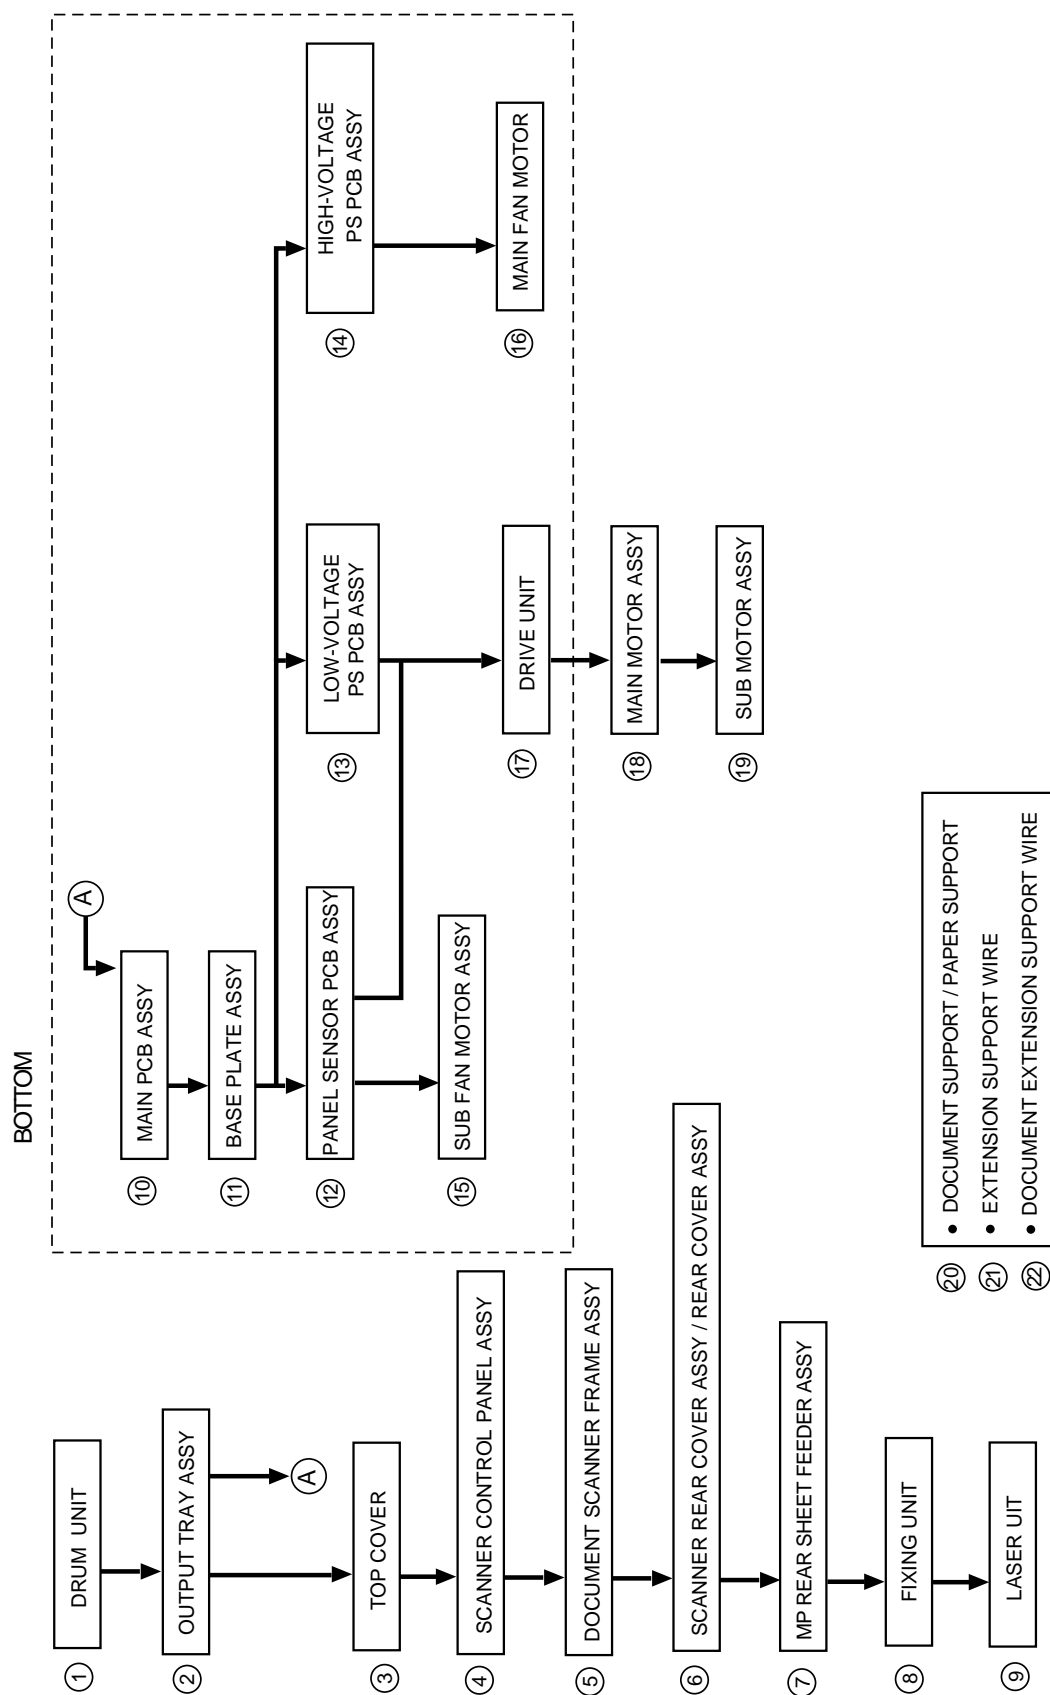 1
DRUM UNIT
2
OUTPUT TRAY ASSY
A
3
TOP COVER
4
SCANNER CONTROL PANEL ASSY
5
DOCUMENT SCANNER FRAME ASSY
6
SCANNER REAR COVER ASSY / REAR COVER ASSY
7
MP REAR SHEET FEEDER ASSY
8
FIXING UNIT
9
LASER UIT
BOTTOM
A
10
MAIN PCB ASSY
11
BASE PLATE ASSY
12
PANEL SENSOR PCB ASSY
13
LOW-VOLTAGE
PS PCB ASSY
14
HIGH-VOLTAGE
PS PCB ASSY
15
SUB FAN MOTOR ASSY
16
MAIN FAN MOTOR
17
DRIVE UNIT
18
MAIN MOTOR ASSY
19
SUB MOTOR ASSY
20
• DOCUMENT SUPPORT / PAPER SUPPORT
21
• EXTENSION SUPPORT WIRE
22
• DOCUMENT EXTENSION SUPPORT WIRE